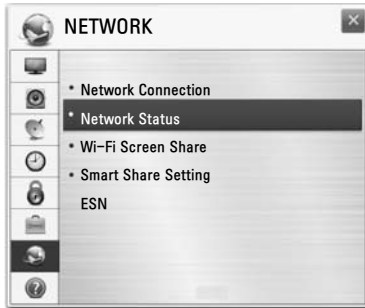 NETWORK
• Network Connection
• Network Status
• Wi-Fi Screen Share
• Smart Share Setting
ESN